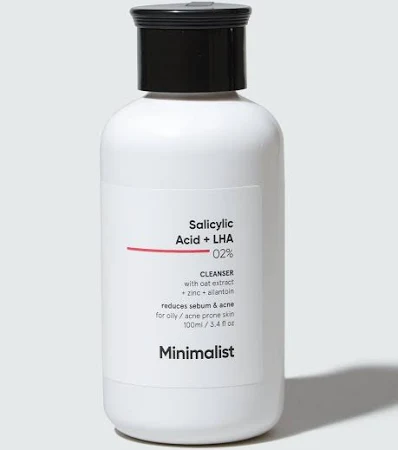 Salicylic
Acid + LHA
02%
CLEANSER
with oat extract
+ zinc + allantoin
reduces sebum & acne
for oily / acne prone skin
100ml / 3.4 fl oz
Minimalist